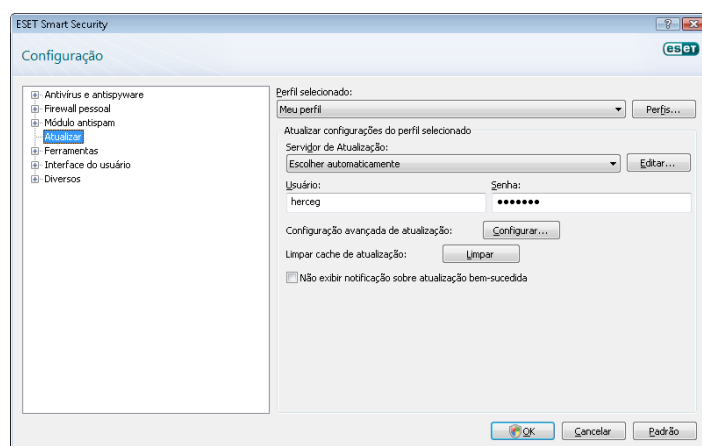 ESET Smart Security
Configuração
eset
Antivírus e antispyware
Firewall pessoal
Módulo antispam
Atualizar
Ferramentas
Interface do usuário
Diversos
Perfil selecionado:
Meu perfil
Perfis...
Atualizar configurações do perfil selecionado
Servidor de Atualização:
Escolher automaticamente
Editar...
Usuário: Senha:
herceg •••••••
Configuração avançada de atualização: Configurar...
Limpar cache de atualização: Limpar
Não exibir notificação sobre atualização bem-sucedida
OK Cancelar Padrão